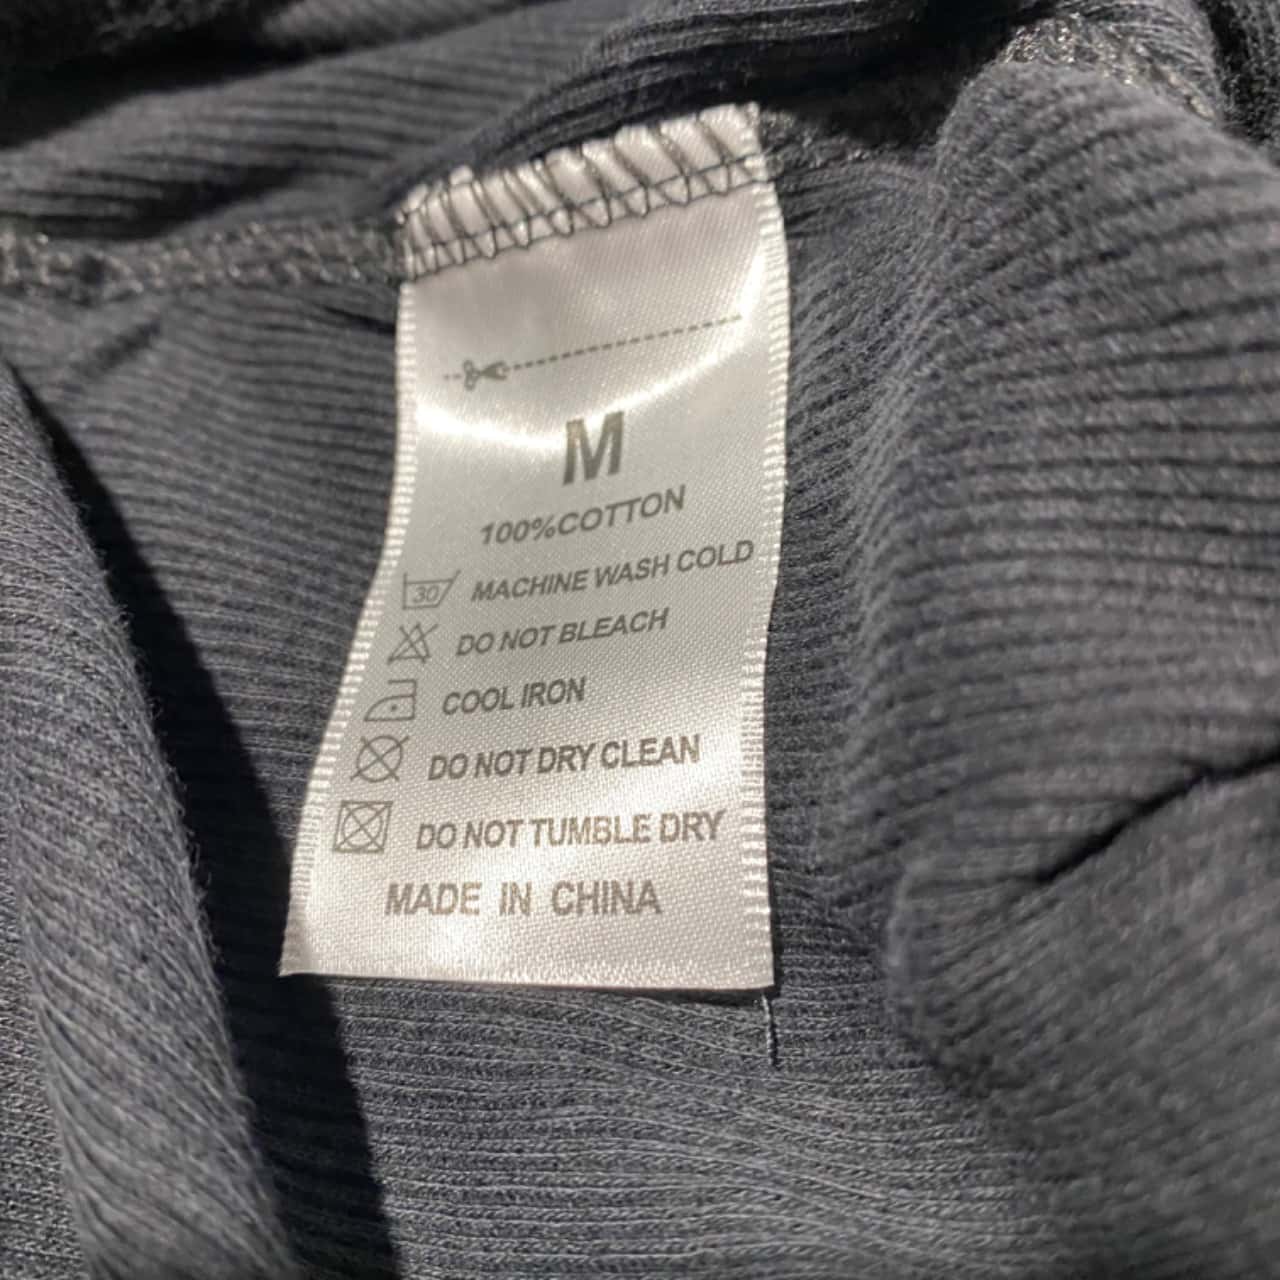 M
100%COTTON
30 MACHINE WASH COLD
DO NOT BLEACH
COOL IRON
DO NOT DRY CLEAN
DO NOT TUMBLE DRY
MADE IN CHINA